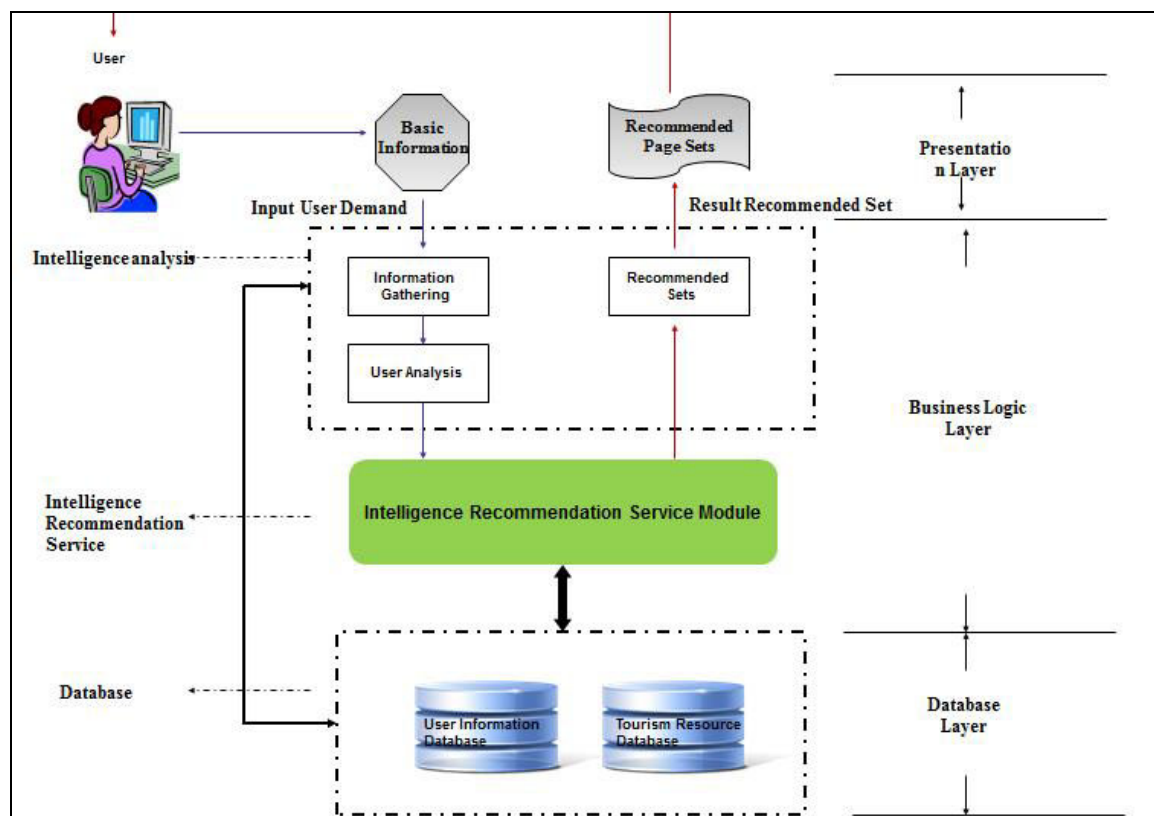 User
Basic
Information
Recommended
Page Sets
Presentatio
n Layer
Input User Demand
Result Recommended Set
Intelligence analysis
Information
Gathering
Recommended
Sets
User Analysis
Business Logic
Layer
Intelligence
Recommendation
Service
Intelligence Recommendation Service Module
Database
User Information
Database
Tourism Resource
Database
Database
Layer